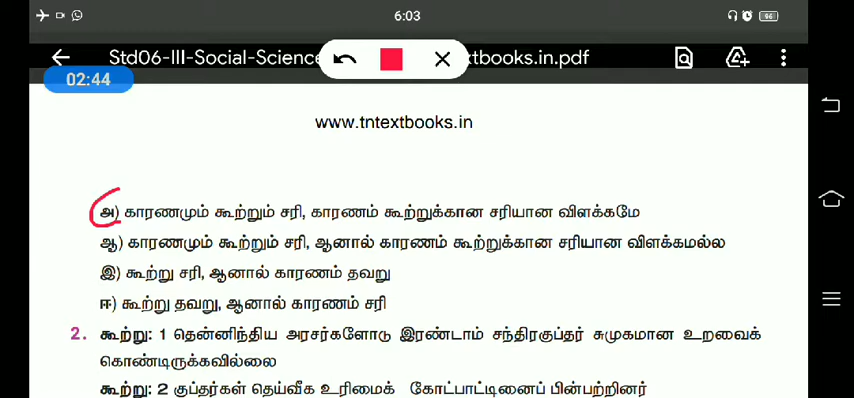 6:03
96
Std06-III-Social-Science
xtbooks.in.pdf
02:44
www.tntextbooks.in
அ) காரணமும் கூற்றும் சரி, காரணம் கூற்றுக்கான சரியான விளக்கமே
ஆ) காரணமும் கூற்றும் சரி, ஆனால் காரணம் கூற்றுக்கான சரியான விளக்கமல்ல
இ) கூற்று சரி, ஆனால் காரணம் தவறு
ஈ) கூற்று தவறு, ஆனால் காரணம் சரி
2. கூற்று: 1 தென்னிந்திய அரசர்களோடு இரண்டாம் சந்திரகுப்தர் சுமுகமான உறவைக்
கொண்டிருக்கவில்லை
கூற்று: 2 குப்தர்கள் தெய்வீக உரிமைக் கோட்பாட்டினைப் பின்பற்றினர்